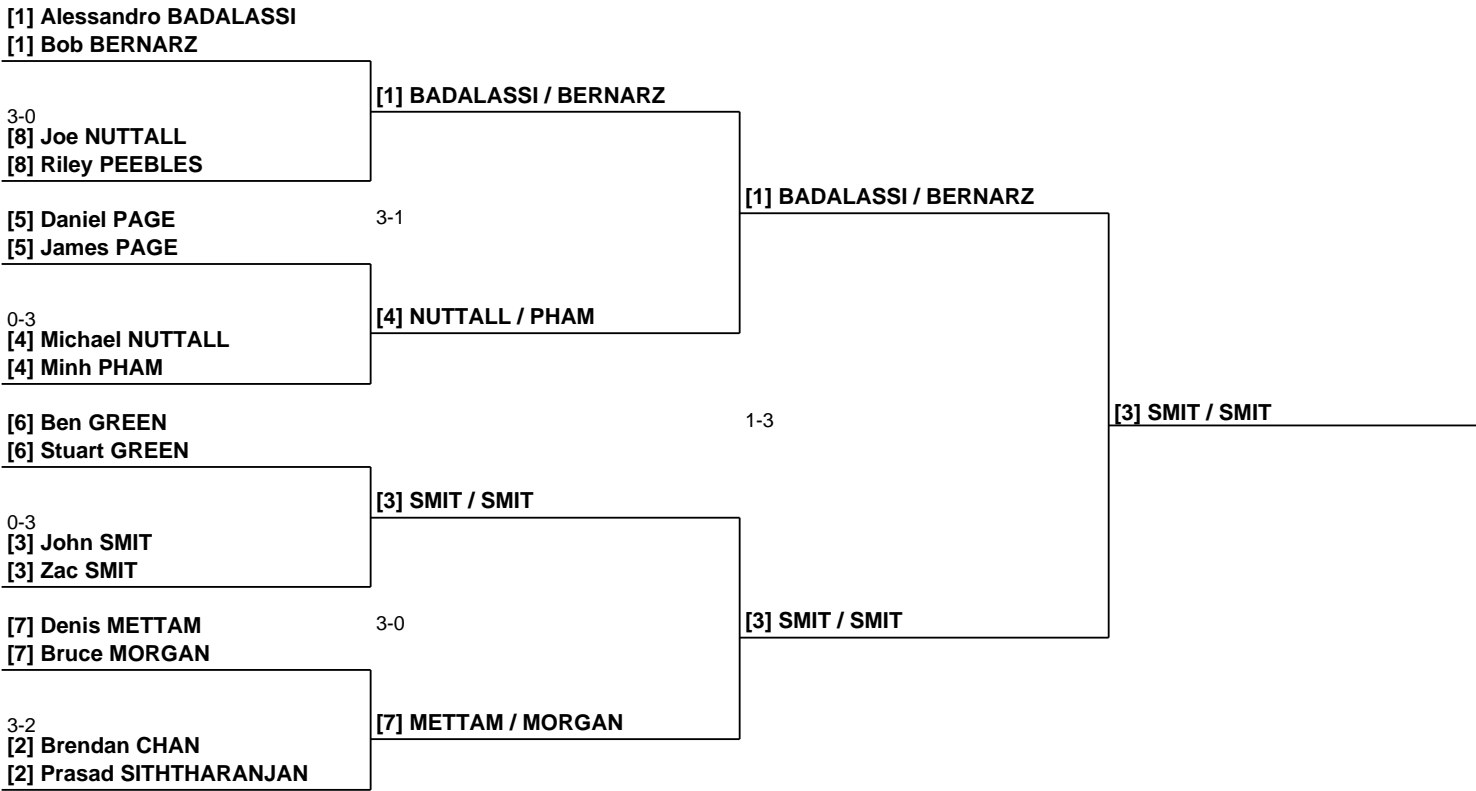 [1] Alessandro BADALASSI
[1] Bob BERNARZ
3-0
[8] Joe NUTTALL
[8] Riley PEEBLES
[5] Daniel PAGE
[5] James PAGE
0-3
[4] Michael NUTTALL
[4] Minh PHAM
[6] Ben GREEN
[6] Stuart GREEN
0-3
[3] John SMIT
[3] Zac SMIT
[7] Denis METTAM
[7] Bruce MORGAN
3-2
[2] Brendan CHAN
[2] Prasad SITHTHARANJAN
[1] BADALASSI / BERNARZ
3-1
[4] NUTTALL / PHAM
[3] SMIT / SMIT
3-0
[7] METTAM / MORGAN
[1] BADALASSI / BERNARZ
1-3
[3] SMIT / SMIT
[3] SMIT / SMIT